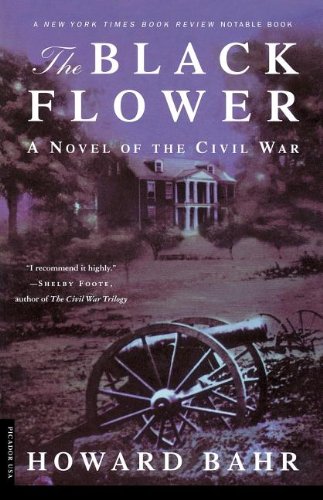 A NEW YORK TIMES BOOK REVIEW NOTABLE BOOK
The BLACK
FLOWER
A NOVEL OF THE CIVIL WAR
"I recommend it highly."
—SHELBY FOOTE,
author of The Civil War Trilogy
PICADOR USA
HOWARD BAHR